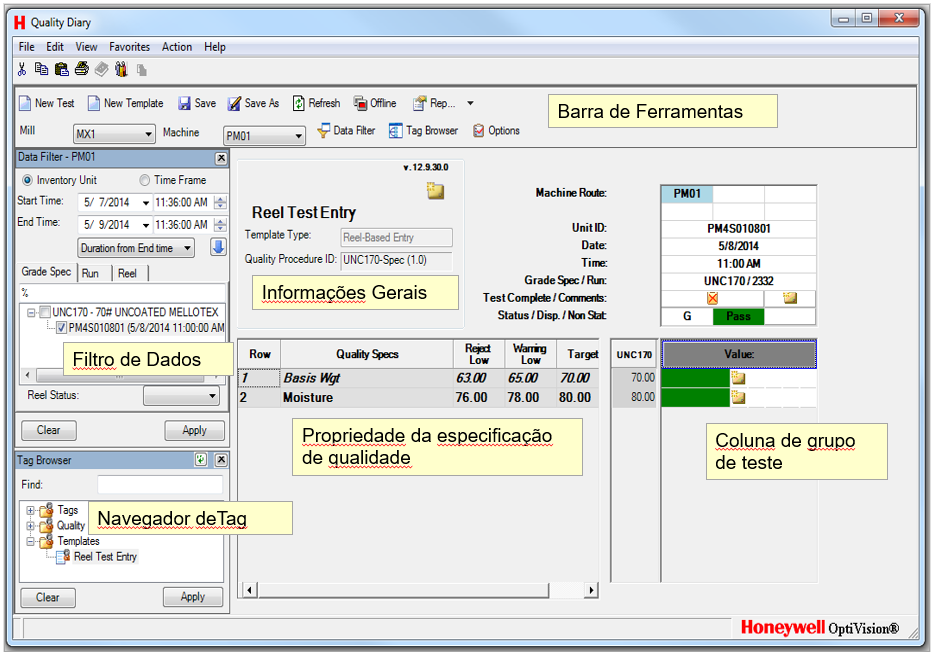 Quality Diary
File Edit View Favorites Action Help
New Test New Template Save Save As Refresh Offline Rep...
Barra de Ferramentas
Mill MX1 Machine PM01 Data Filter Tag Browser Options
Data Filter - PM01
Inventory Unit Time Frame
Start Time: 5/ 7/2014 11:36:00 AM
End Time: 5/ 9/2014 11:36:00 AM
Duration from End time
Grade Spec Run Reel
%
UNC170 - 70# UNCOATED MELLOTEX
PM4S010801 (5/8/2014 11:00:00 AM
Filtro de Dados
Reel Status:
Clear Apply
Tag Browser
Find:
Tags
Quality
Navegador deTag
Templates
Reel Test Entry
Clear Apply
v. 12.9.30.0
Reel Test Entry
Template Type: Reel-Based Entry
Quality Procedure ID: UNC170-Spec (1.0)
Informações Gerais
Machine Route: PM01
Unit ID: PM4S010801
Date: 5/8/2014
Time: 11:00 AM
Grade Spec / Run: UNC170 / 2332
Test Complete / Comments:
Status / Disp. / Non Stat: G Pass
Row Quality Specs Reject Low Warning Low Target UNC170 Value:
1 Basis Wgt 63.00 65.00 70.00 70.00
2 Moisture 76.00 78.00 80.00 80.00
Propriedade da especificação
de qualidade
Coluna de grupo
de teste
Honeywell OptiVision®